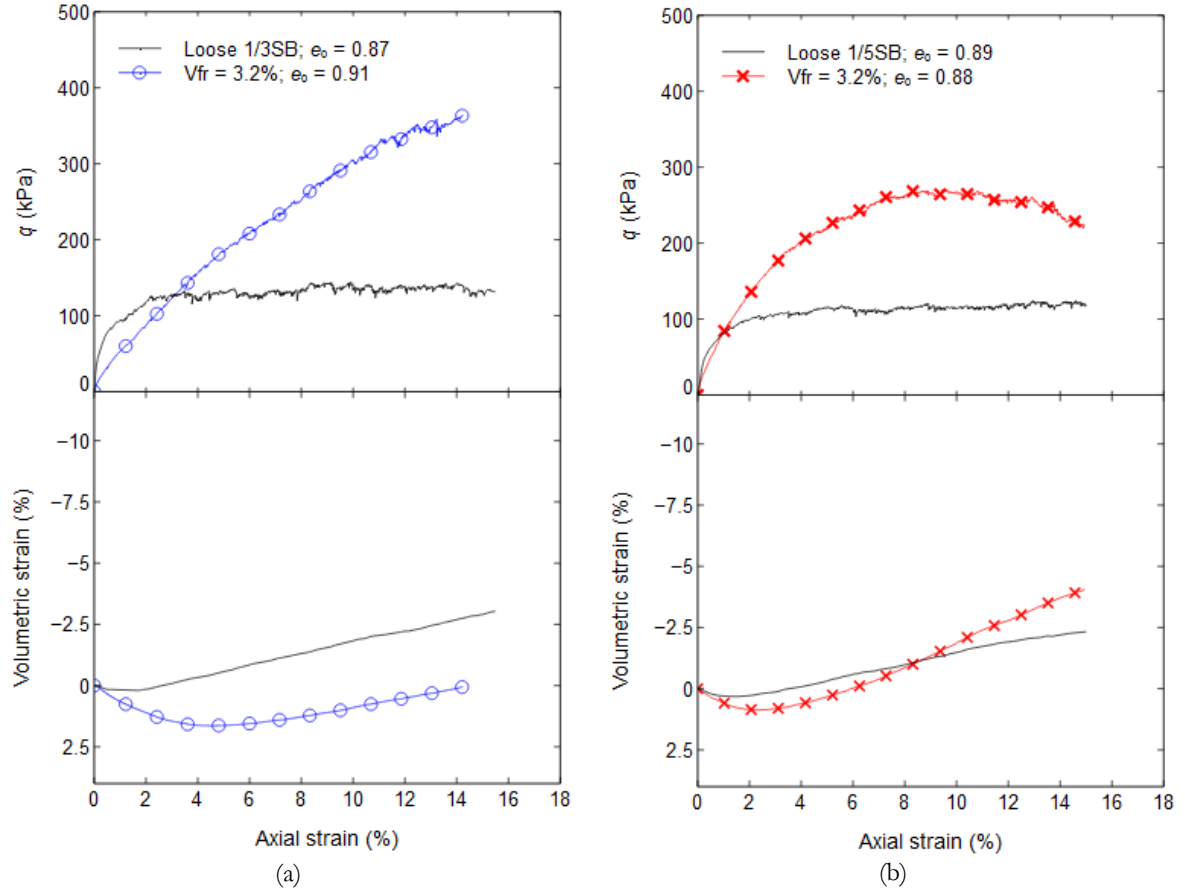 500
400
300
200
100
0
q (kPa)
Loose 1/3SB; e₀ = 0.87
Vfr = 3.2%; e₀ = 0.91
−10
−7.5
−5
−2.5
0
2.5
Volumetric strain (%)
0 2 4 6 8 10 12 14 16 18
Axial strain (%)
(a)
500
400
300
200
100
0
q (kPa)
Loose 1/5SB; e₀ = 0.89
Vfr = 3.2%; e₀ = 0.88
−10
−7.5
−5
−2.5
0
2.5
Volumetric strain (%)
0 2 4 6 8 10 12 14 16 18
Axial strain (%)
(b)